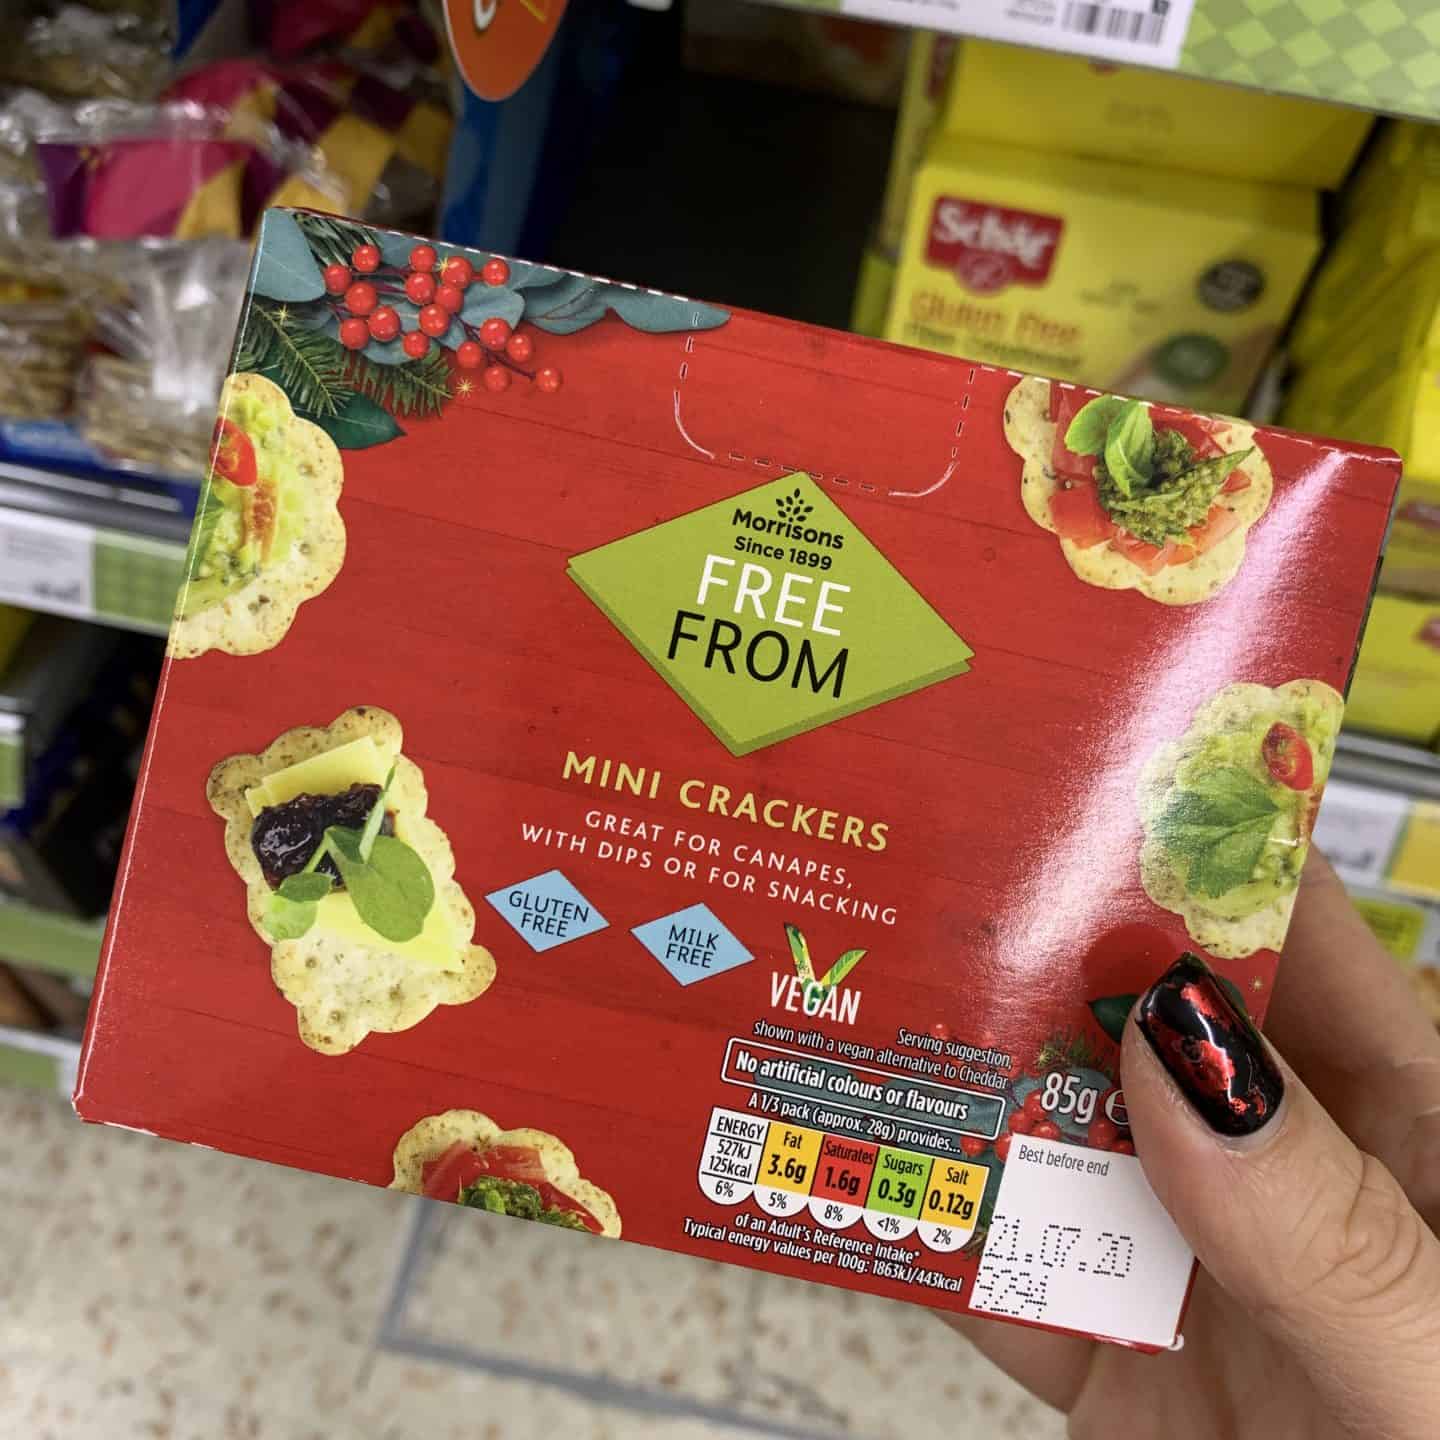 Schär
Gluten Free
Morrisons
Since 1899
FREE
FROM
MINI CRACKERS
GREAT FOR CANAPES,
WITH DIPS OR FOR SNACKING
GLUTEN
FREE
MILK
FREE
VEGAN
Serving suggestion,
shown with a vegan alternative to Cheddar
No artificial colours or flavours
85g e
A 1/3 pack (approx. 28g) provides...
ENERGY
527kJ
125kcal
6%
Fat
3.6g
5%
Saturates
1.6g
8%
Sugars
0.3g
<1%
Salt
0.12g
2%
of an Adult's Reference Intake*
Typical energy values per 100g: 1863kJ/443kcal
Best before end
21.07.20